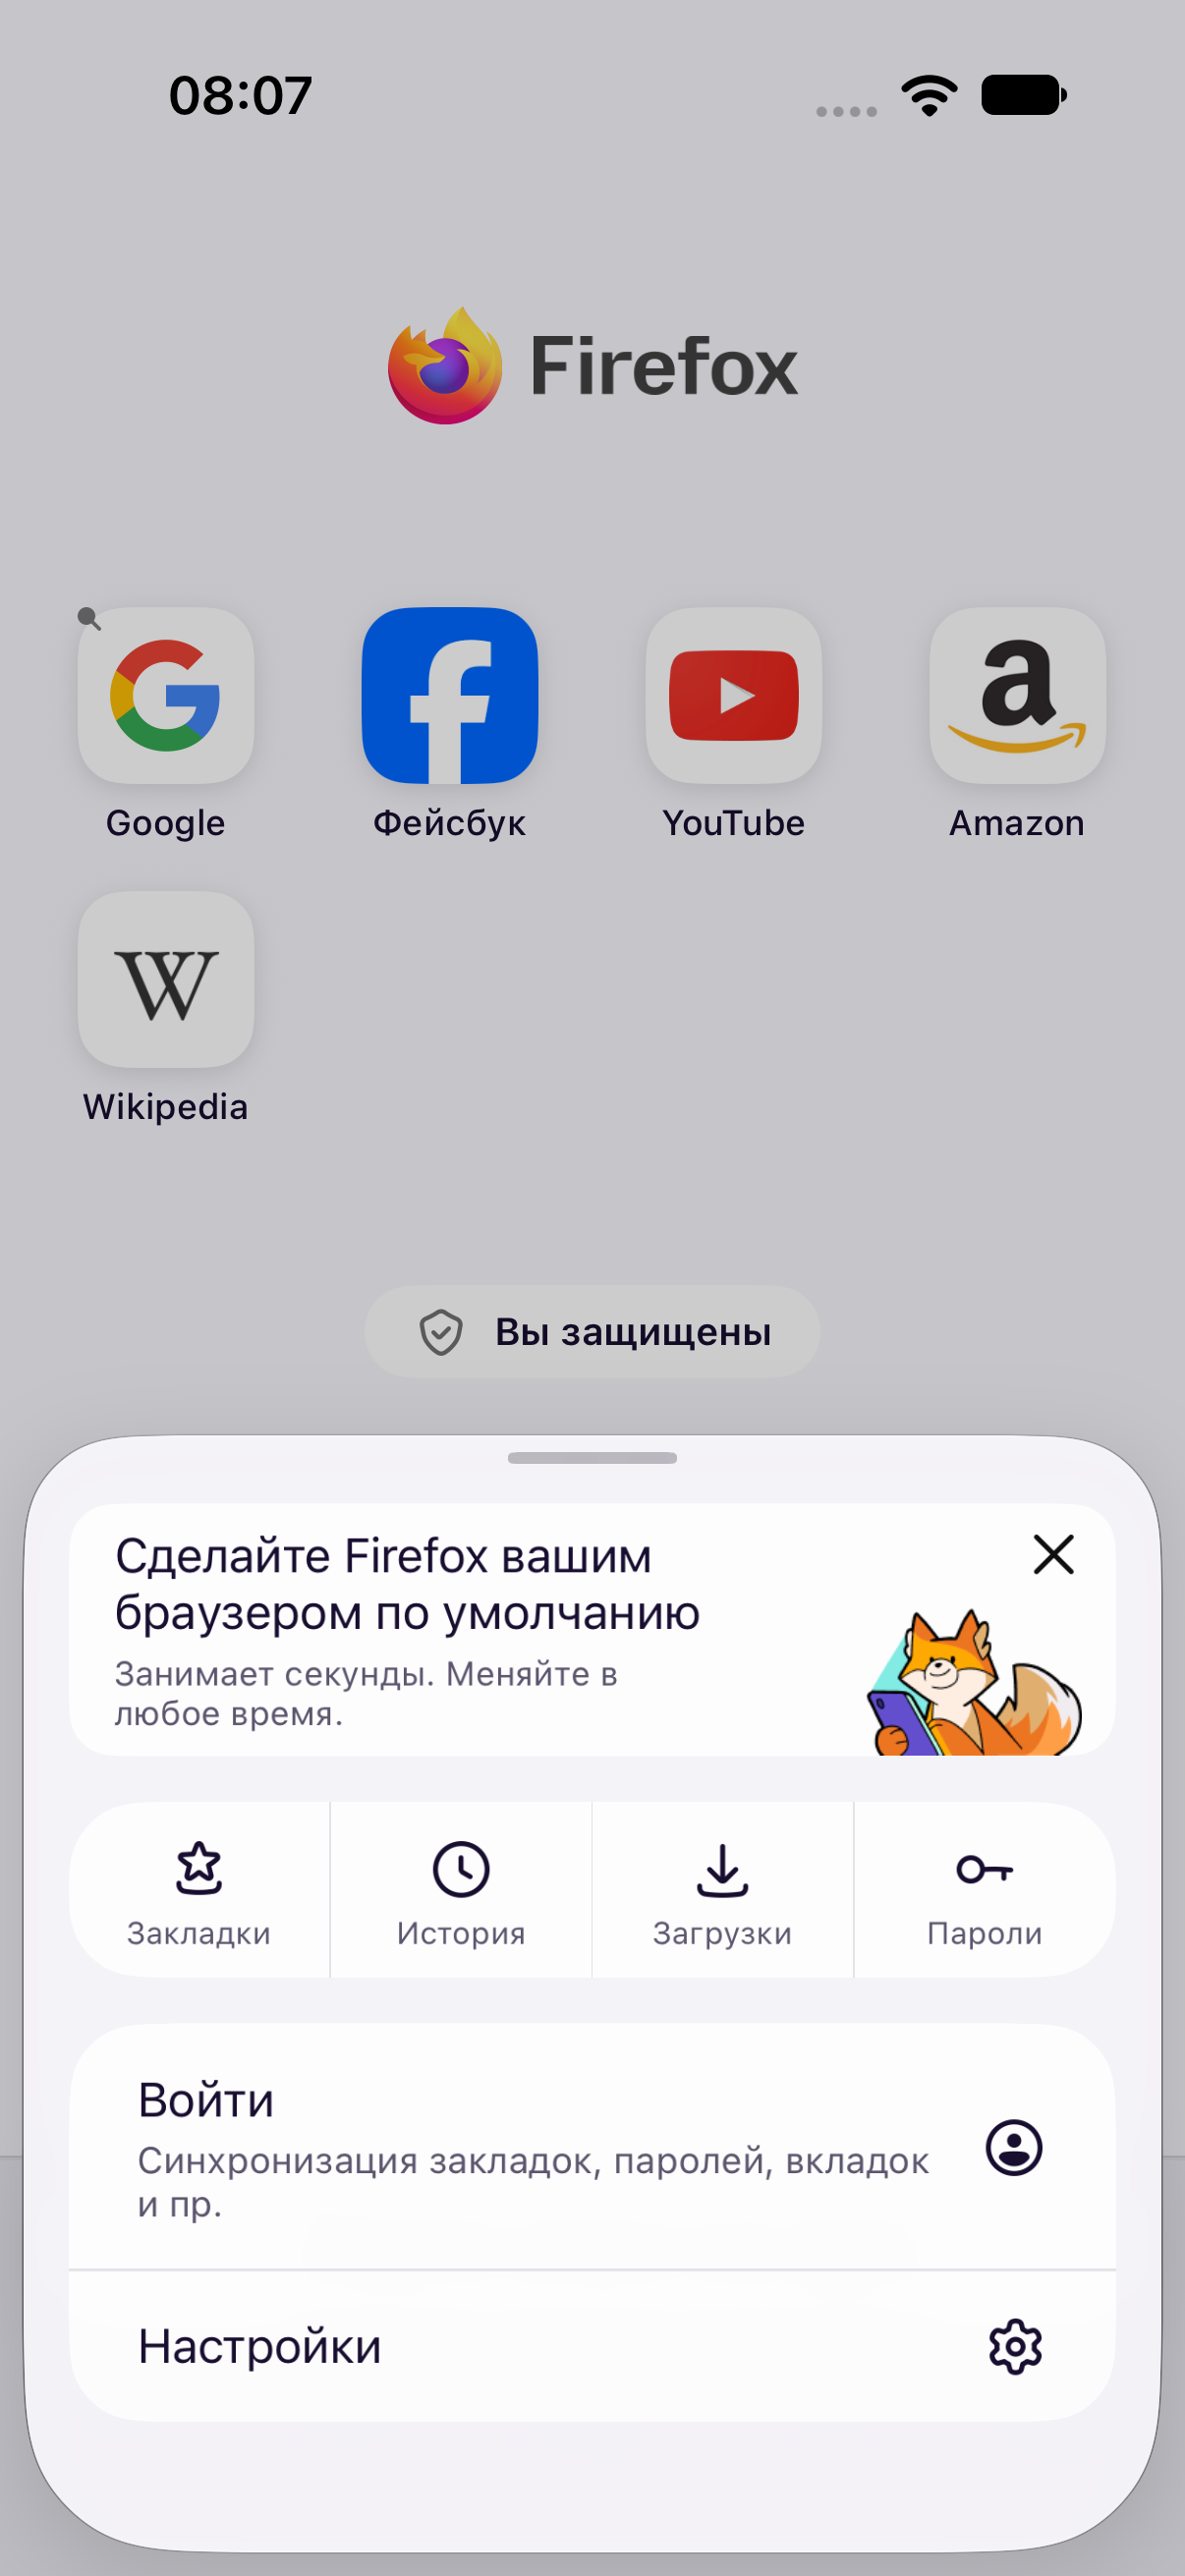 08:07
Firefox
Google
Фейсбук
YouTube
Amazon
Wikipedia
Вы защищены
Сделайте Firefox вашим
браузером по умолчанию
Занимает секунды. Меняйте в
любое время.
Закладки
История
Загрузки
Пароли
Войти
Синхронизация закладок, паролей, вкладок
и пр.
Настройки